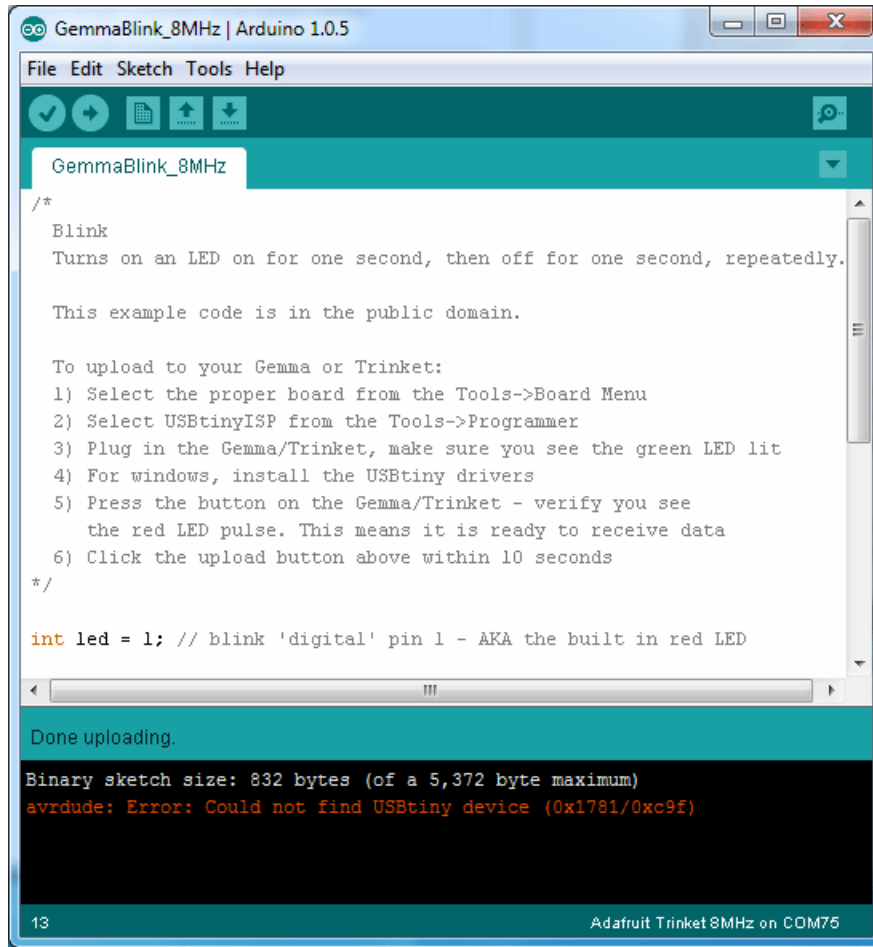 GemmaBlink_8MHz | Arduino 1.0.5
File Edit Sketch Tools Help
GemmaBlink_8MHz
/*
  Blink
  Turns on an LED on for one second, then off for one second, repeatedly.

  This example code is in the public domain.

  To upload to your Gemma or Trinket:
  1) Select the proper board from the Tools->Board Menu
  2) Select USBtinyISP from the Tools->Programmer
  3) Plug in the Gemma/Trinket, make sure you see the green LED lit
  4) For windows, install the USBtiny drivers
  5) Press the button on the Gemma/Trinket - verify you see
     the red LED pulse. This means it is ready to receive data
  6) Click the upload button above within 10 seconds
*/

int led = 1; // blink 'digital' pin 1 - AKA the built in red LED
Done uploading.
Binary sketch size: 832 bytes (of a 5,372 byte maximum)
avrdude: Error: Could not find USBtiny device (0x1781/0xc9f)
13 Adafruit Trinket 8MHz on COM75